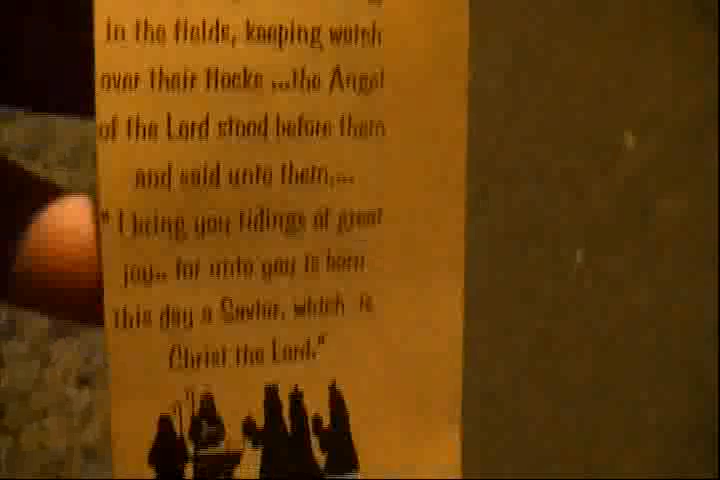 in the fields, keeping watch
over their flocks ...the Angel
of the Lord stood before them
and said unto them,...
"I bring you tidings of great
joy.. for unto you is born
this day a Savior, which is
Christ the Lord."